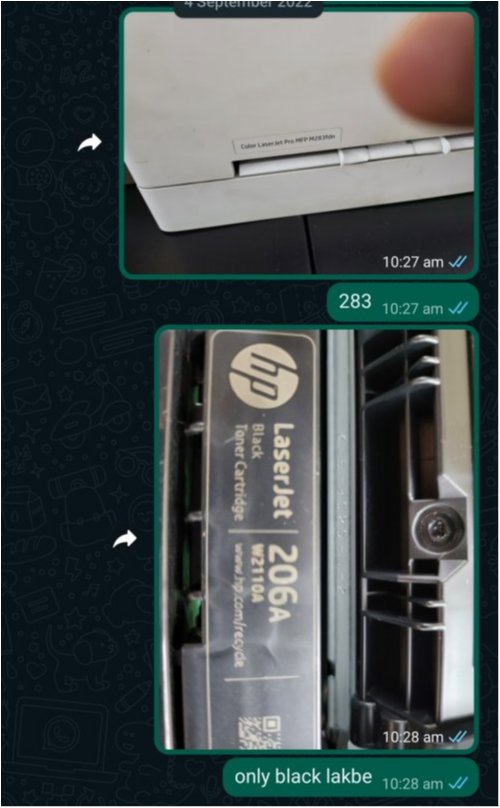 4 September 2022
Color LaserJet Pro MFP M283fdn
10:27 am
283 10:27 am
hp
LaserJet 206A
Black W2110A
Toner Cartridge www.hp.com/recycle
10:28 am
only black lakbe 10:28 am